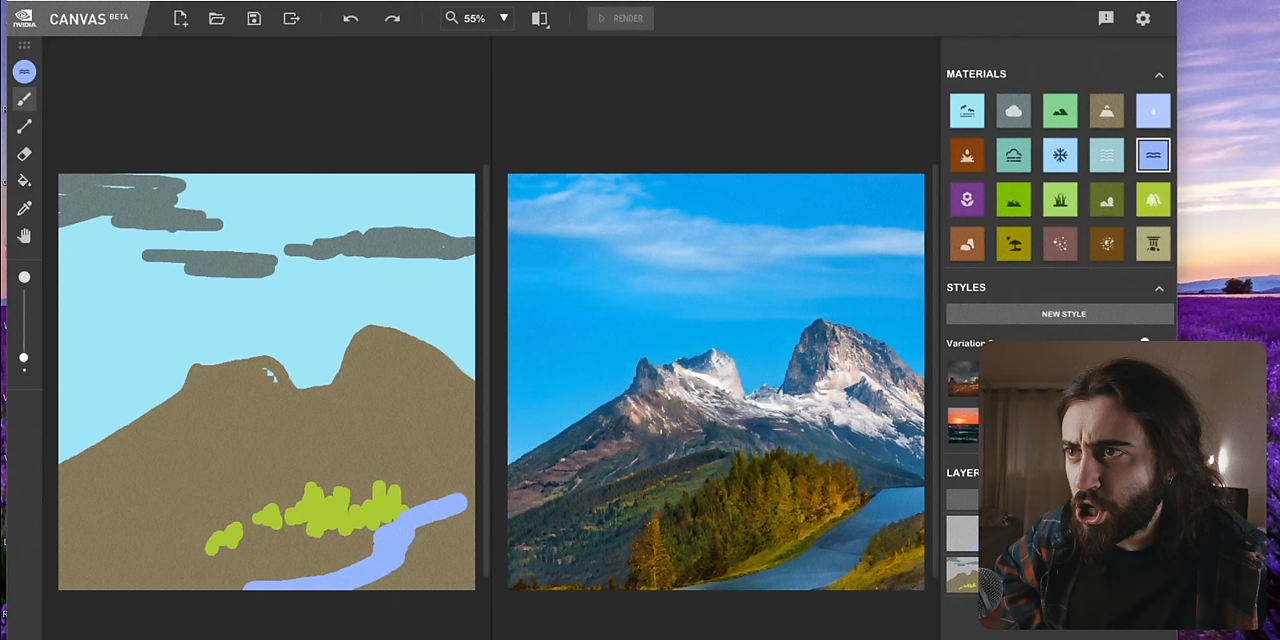 NVIDIA.
CANVAS BETA
55%
RENDER
MATERIALS
STYLES
NEW STYLE
Variation
LAYER